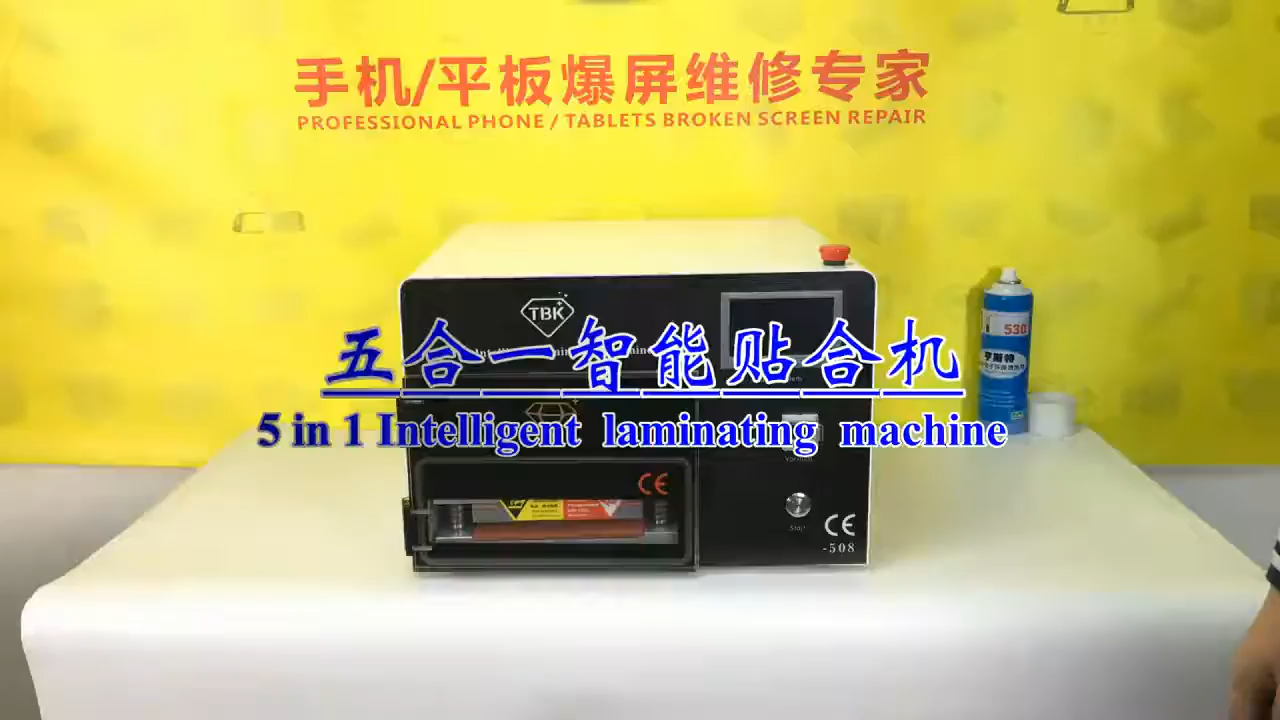 手机/平板爆屏维修专家
PROFESSIONAL PHONE / TABLETS BROKEN SCREEN REPAIR
TBK
530
五合一智能贴合机
5 in 1 Intelligent laminating machine
CE
Start
CE
-508